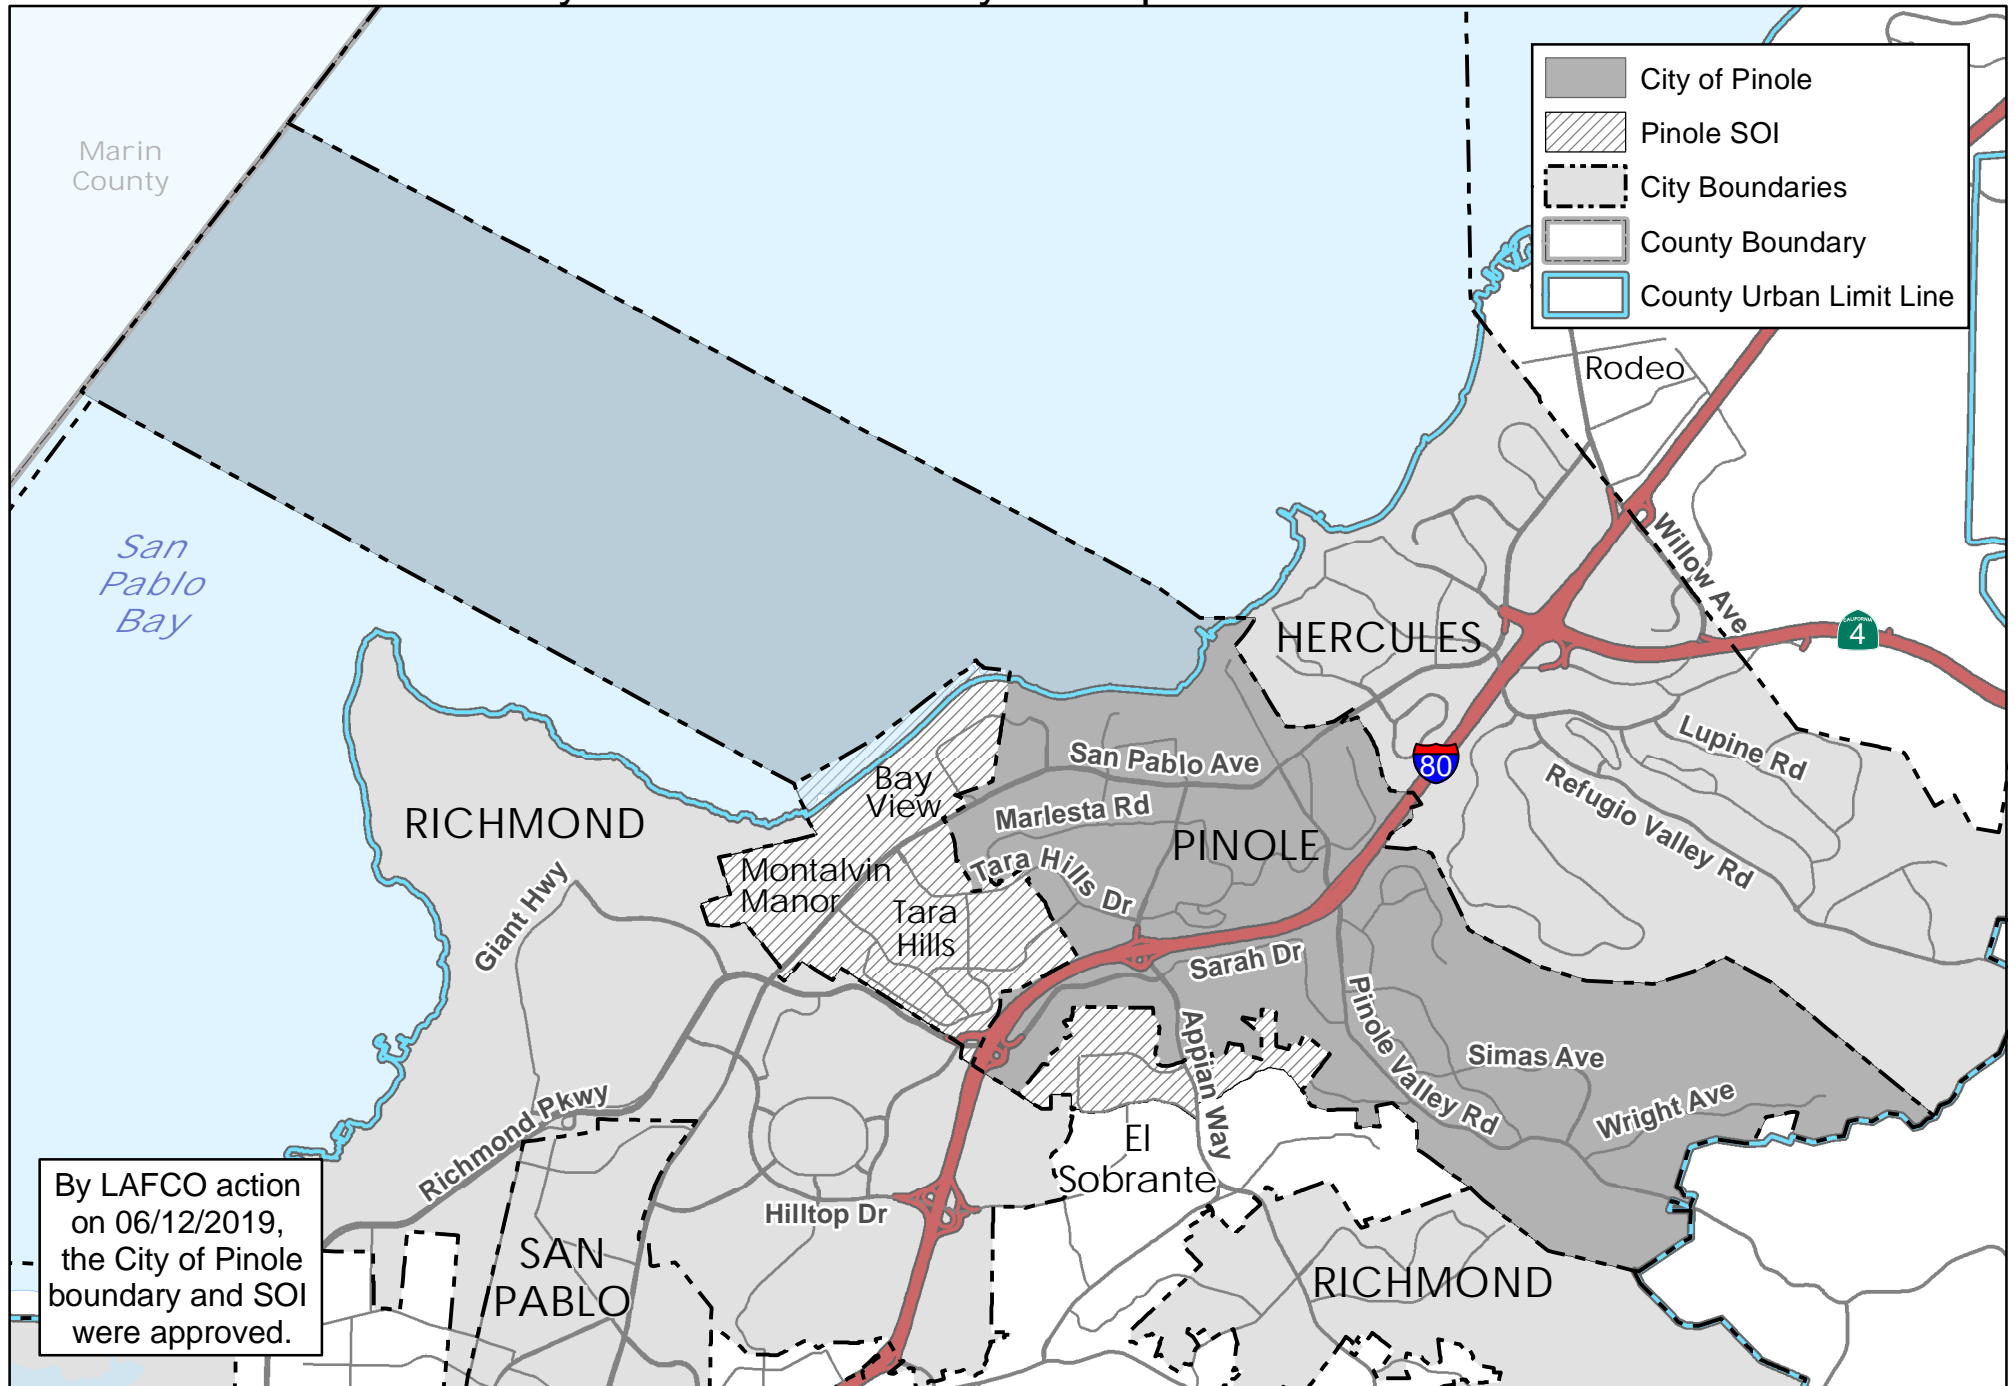 City of Pinole
Pinole SOI
City Boundaries
County Boundary
County Urban Limit Line
Marin
County
Rodeo
San
Pablo
Bay
Willow Ave
CALIFORNIA
4
HERCULES
Lupine Rd
San Pablo Ave
80
Bay
View
Refugio Valley Rd
RICHMOND
Marlesta Rd
PINOLE
Montalvin
Manor
Tara Hills Dr
Tara
Hills
Giant Hwy
Sarah Dr
Pinole Valley Rd
Appian Way
Simas Ave
Richmond Pkwy
Wright Ave
El
Sobrante
By LAFCO action
on 06/12/2019,
the City of Pinole
boundary and SOI
were approved.
Hilltop Dr
SAN
PABLO
RICHMOND